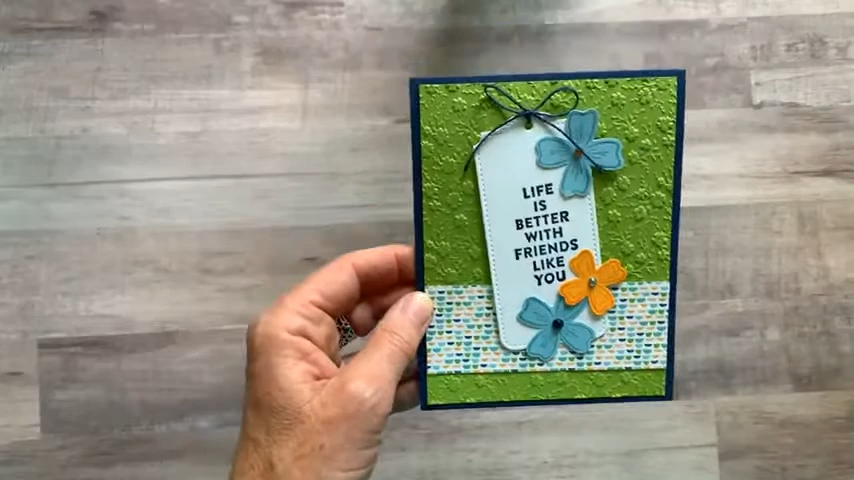 LIFE
IS
BETTER
WITH
FRIENDS
LIKE
YOU